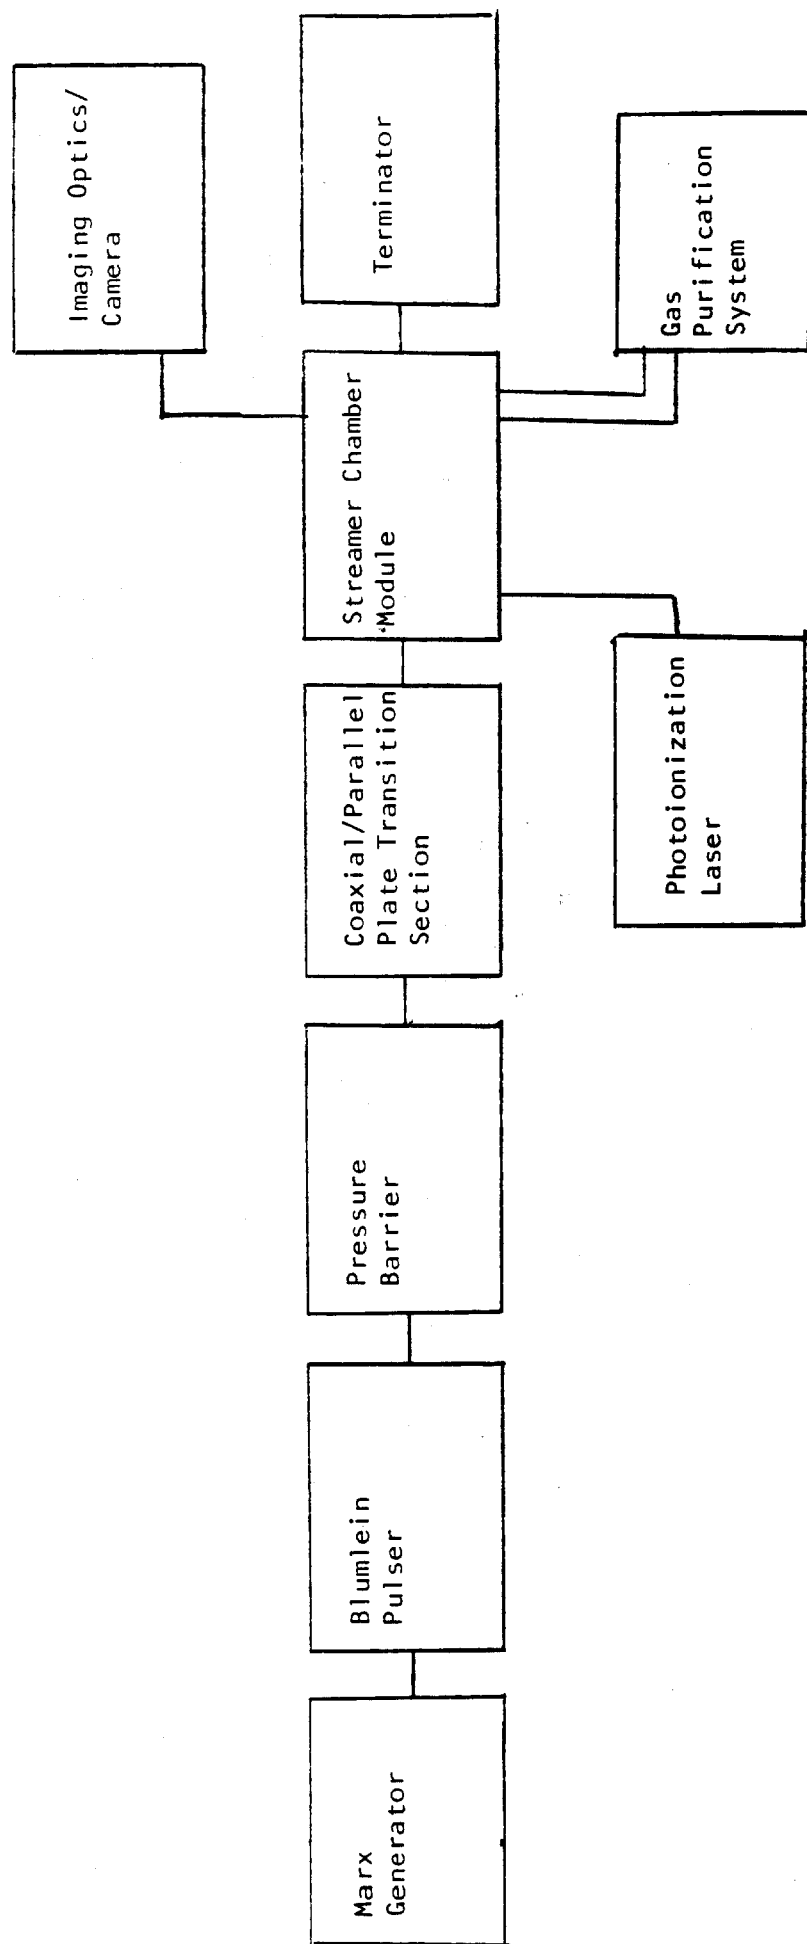 Imaging Optics/
Camera
Marx
Generator
Blumlein
Pulser
Pressure
Barrier
Coaxial/Parallel
Plate Transition
Section
Streamer Chamber
Module
Terminator
Photoionization
Laser
Gas
Purification
System